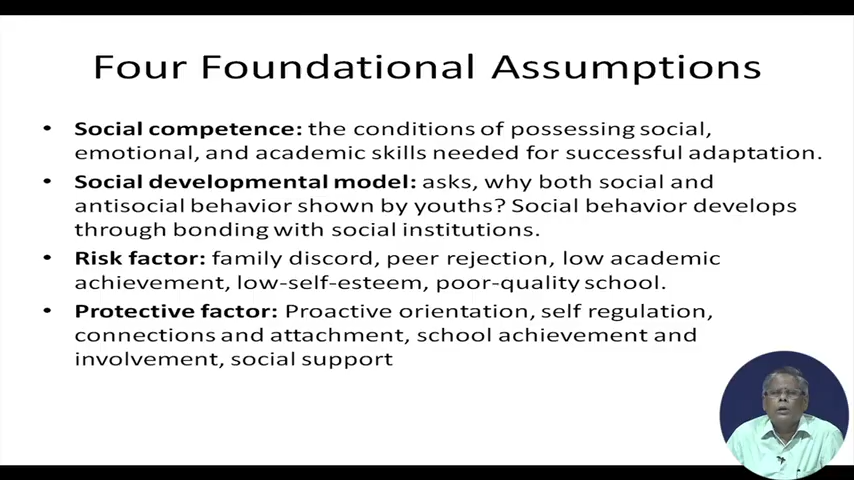 Four Foundational Assumptions
• Social competence: the conditions of possessing social,
emotional, and academic skills needed for successful adaptation.
• Social developmental model: asks, why both social and
antisocial behavior shown by youths? Social behavior develops
through bonding with social institutions.
• Risk factor: family discord, peer rejection, low academic
achievement, low-self-esteem, poor-quality school.
• Protective factor: Proactive orientation, self regulation,
connections and attachment, school achievement and
involvement, social support